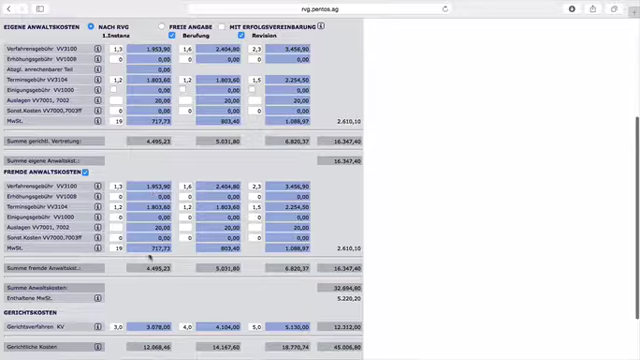 rvg.pentos.ag
EIGENE ANWALTSKOSTEN NACH RVG FREIE ANGABE MIT ERFOLGSVEREINBARUNG
1.Instanz Berufung Revision
Verfahrensgebühr VV3100 1,3 1.953,90 1,6 2.404,80 2,3 3.456,90
Erhöhungsgebühr VV1008 0 0,00 0 0,00 0 0,00
Abzgl. anrechenbarer Teil 0,00
Terminsgebühr VV3104 1,2 1.803,60 1,2 1.803,60 1,5 2.254,50
Einigungsgebühr VV1000 0,00 0,00 0,00
Auslagen VV7001, 7002 20,00 20,00 20,00
Sonst.Kosten VV7000,7003ff 0 0,00 0 0,00 0 0,00
MwSt. 19 717,73 803,40 1.088,97 2.610,10
Summe gerichtl. Vertretung 4.495,23 5.031,80 6.820,37 16.347,40
Summe eigene Anwaltskost.: 16.347,40
FREMDE ANWALTSKOSTEN
Verfahrensgebühr VV3100 1,3 1.953,90 1,6 2.404,80 2,3 3.456,90
Erhöhungsgebühr VV1008 0 0,00 0 0,00 0 0,00
Terminsgebühr VV3104 1,2 1.803,60 1,2 1.803,60 1,5 2.254,50
Einigungsgebühr VV1000 0 0,00 0 0,00 0 0,00
Auslagen VV7001, 7002 20,00 20,00 20,00
Sonst.Kosten VV7000,7003ff 0 0,00 0 0,00 0 0,00
MwSt. 19 717,73 803,40 1.088,97 2.610,10
Summe fremde Anwaltskst.: 4.495,23 5.031,80 6.820,37 16.347,40
Summe Anwaltskosten: 32.694,80
Enthaltene MwSt. 5.220,20
GERICHTSKOSTEN
Gerichtsverfahren KV 3,0 3.078,00 4,0 4.104,00 5,0 5.130,00 12.312,00
Gerichtliche Kosten 12.068,46 14.167,60 18.770,74 45.006,80